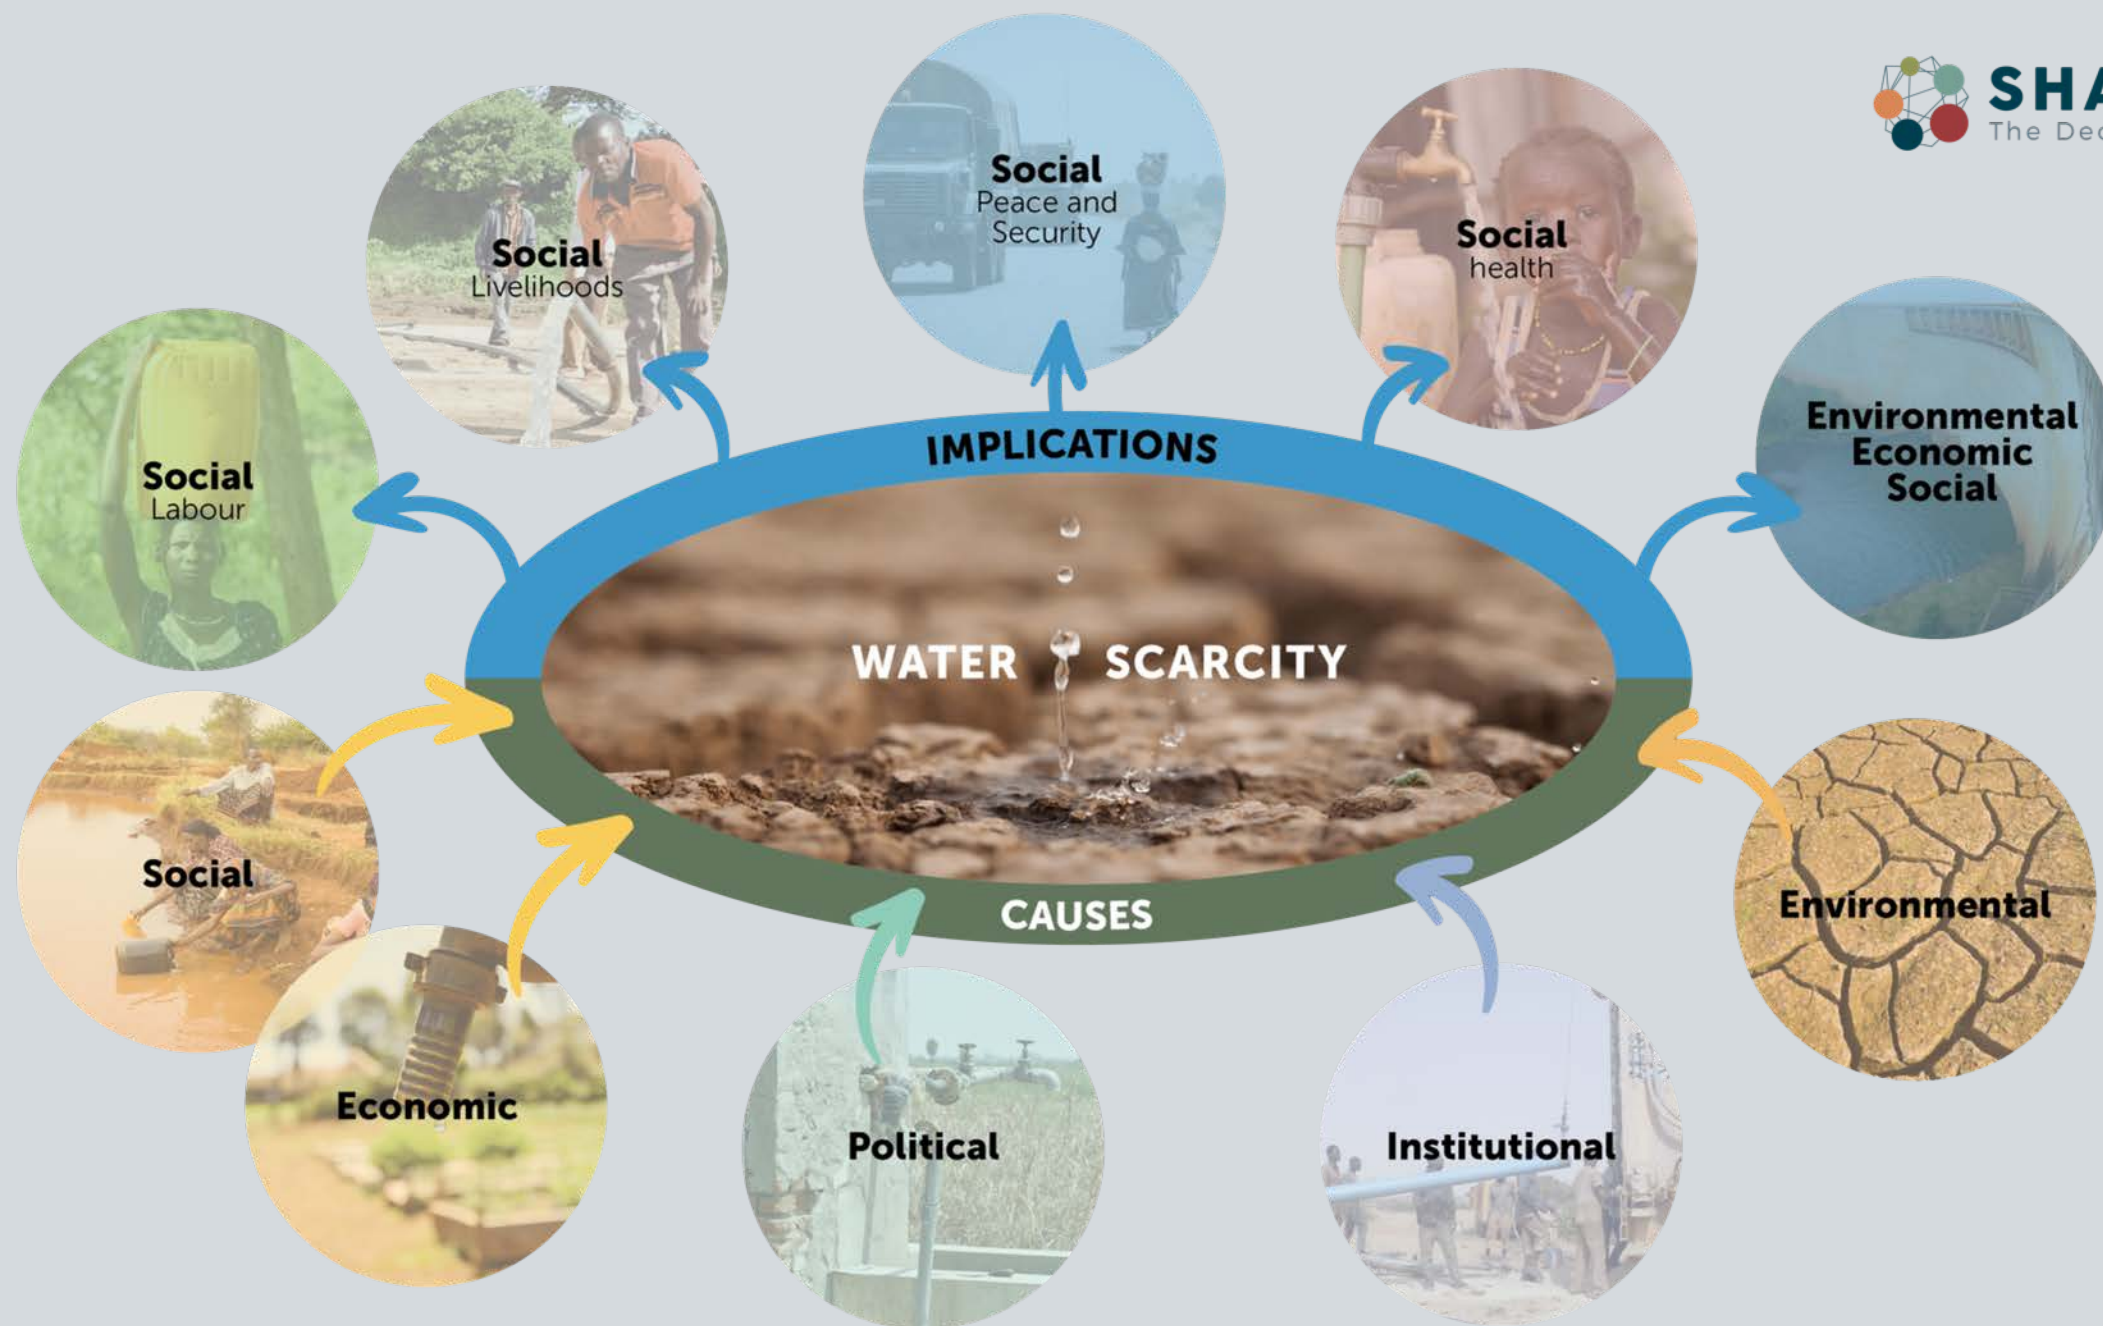 SHA
The Dec
Social
Peace and
Security
Social
Livelihoods
Social
health
Environmental
Economic
Social
Social
Labour
IMPLICATIONS
WATER SCARCITY
CAUSES
Social
Economic
Political
Institutional
Environmental